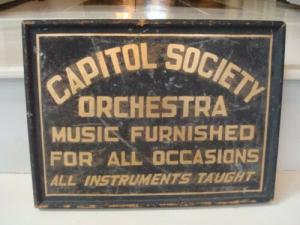 CAPITOL SOCIETY
ORCHESTRA
MUSIC FURNISHED
FOR ALL OCCASIONS
ALL INSTRUMENTS TAUGHT